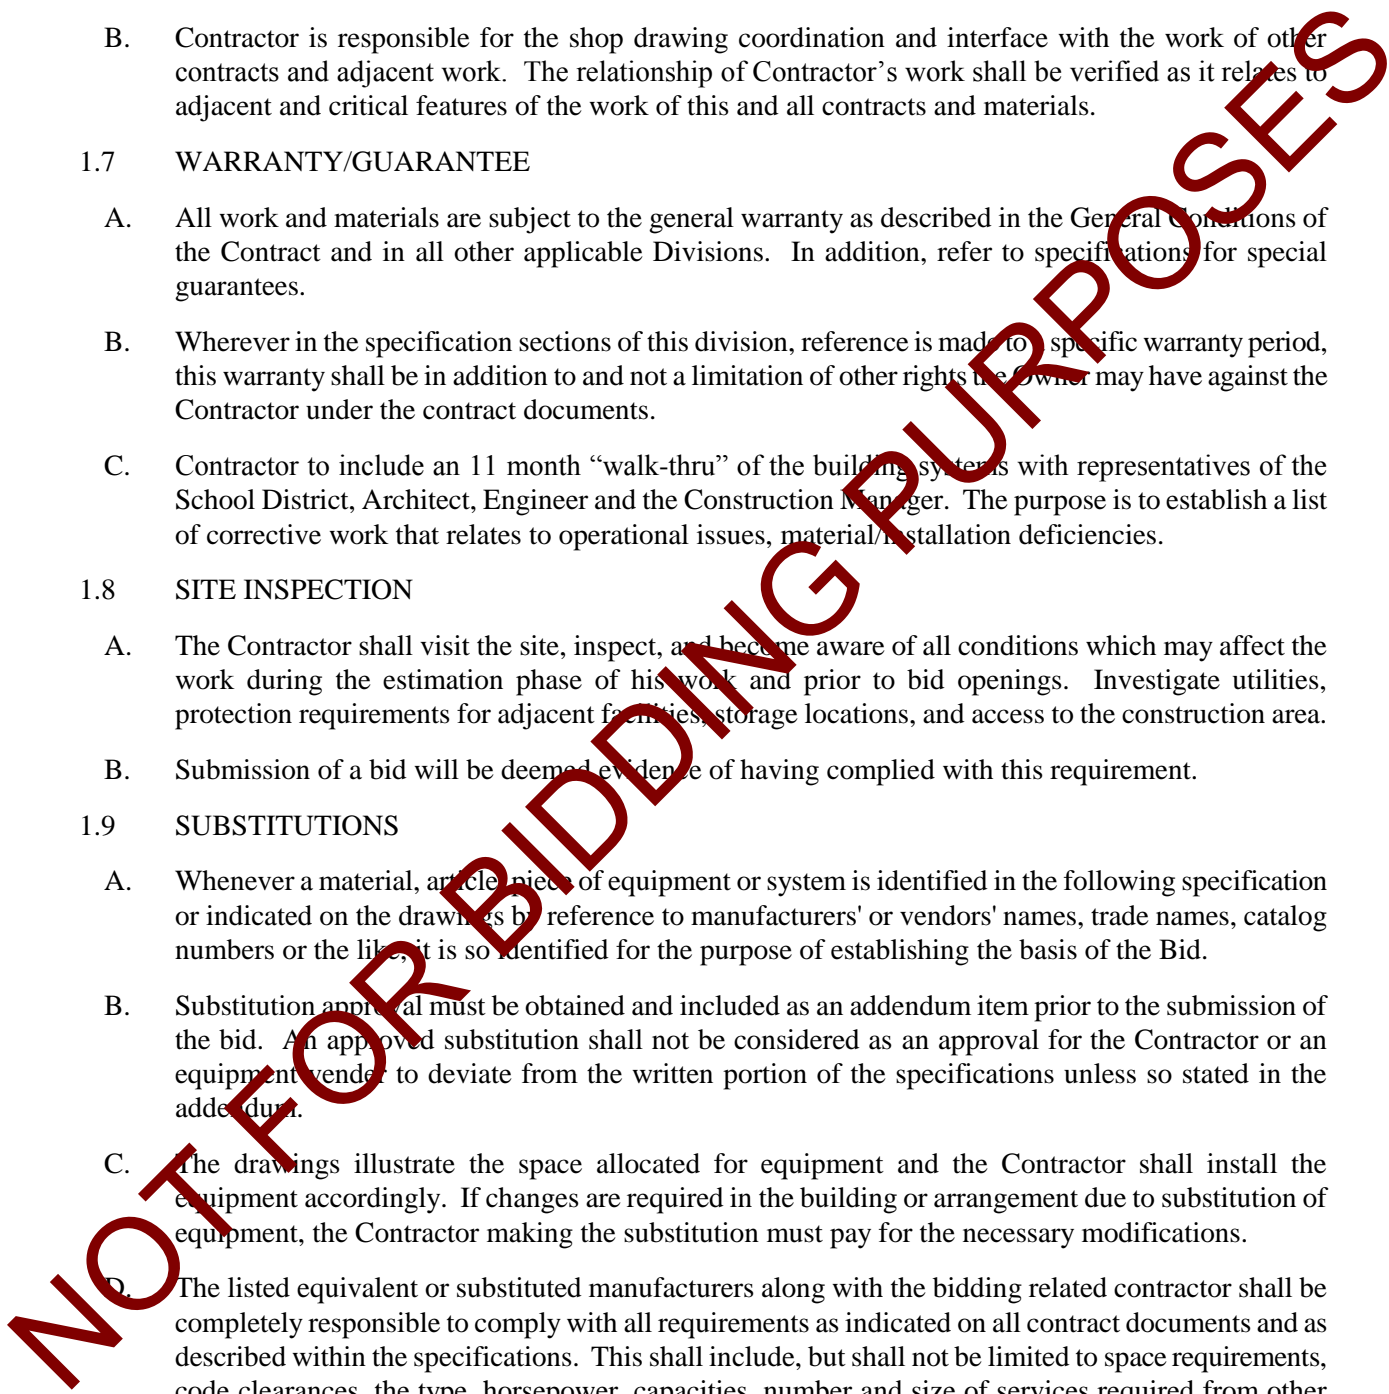 B. Contractor is responsible for the shop drawing coordination and interface with the work of other
contracts and adjacent work. The relationship of Contractor’s work shall be verified as it relates to
adjacent and critical features of the work of this and all contracts and materials.
1.7 WARRANTY/GUARANTEE
A. All work and materials are subject to the general warranty as described in the General Conditions of
the Contract and in all other applicable Divisions. In addition, refer to specifications for special
guarantees.
B. Wherever in the specification sections of this division, reference is made to a specific warranty period,
this warranty shall be in addition to and not a limitation of other rights the Owner may have against the
Contractor under the contract documents.
C. Contractor to include an 11 month “walk-thru” of the building systems with representatives of the
School District, Architect, Engineer and the Construction Manager. The purpose is to establish a list
of corrective work that relates to operational issues, material/installation deficiencies.
1.8 SITE INSPECTION
A. The Contractor shall visit the site, inspect, and become aware of all conditions which may affect the
work during the estimation phase of his work and prior to bid openings. Investigate utilities,
protection requirements for adjacent facilities, storage locations, and access to the construction area.
B. Submission of a bid will be deemed evidence of having complied with this requirement.
1.9 SUBSTITUTIONS
A. Whenever a material, article, piece of equipment or system is identified in the following specification
or indicated on the drawings by reference to manufacturers' or vendors' names, trade names, catalog
numbers or the like, it is so identified for the purpose of establishing the basis of the Bid.
B. Substitution approval must be obtained and included as an addendum item prior to the submission of
the bid. An approved substitution shall not be considered as an approval for the Contractor or an
equipment vender to deviate from the written portion of the specifications unless so stated in the
addendum.
C. The drawings illustrate the space allocated for equipment and the Contractor shall install the
equipment accordingly. If changes are required in the building or arrangement due to substitution of
equipment, the Contractor making the substitution must pay for the necessary modifications.
D. The listed equivalent or substituted manufacturers along with the bidding related contractor shall be
completely responsible to comply with all requirements as indicated on all contract documents and as
described within the specifications. This shall include, but shall not be limited to space requirements,
code clearances, the type, horsepower, capacities, number and size of services required from other
NOT FOR BIDDING PURPOSES